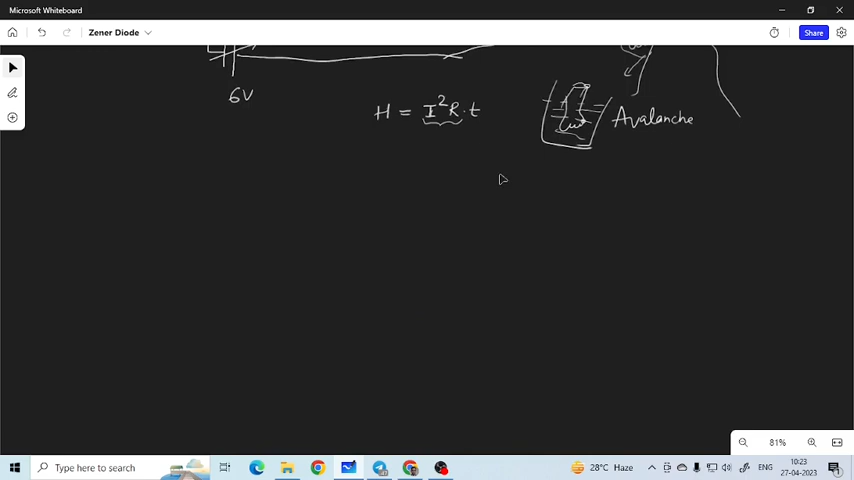 Microsoft Whiteboard
Zener Diode
Share
6V
H = I²R·t
Avalanche
81%
Type here to search
28°C Haze
ENG
10:23
27-04-2023
1